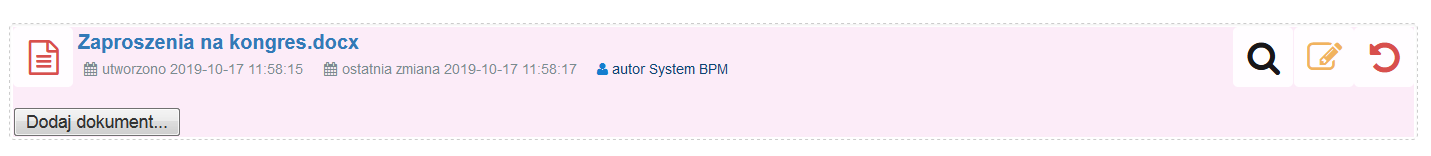 Zaproszenia na kongres.docx
utworzono 2019-10-17 11:58:15 ostatnia zmiana 2019-10-17 11:58:17 autor System BPM
Dodaj dokument...